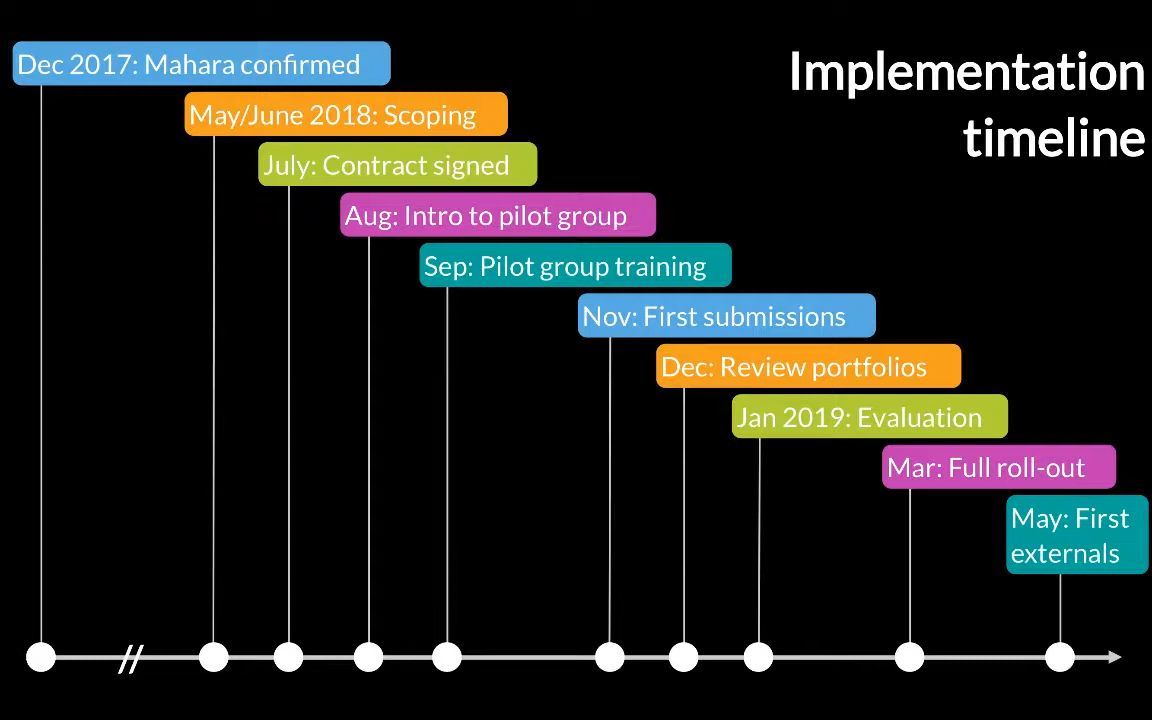 Dec 2017: Mahara confirmed
Implementation
timeline
May/June 2018: Scoping
July: Contract signed
Aug: Intro to pilot group
Sep: Pilot group training
Nov: First submissions
Dec: Review portfolios
Jan 2019: Evaluation
Mar: Full roll-out
May: First
externals
//